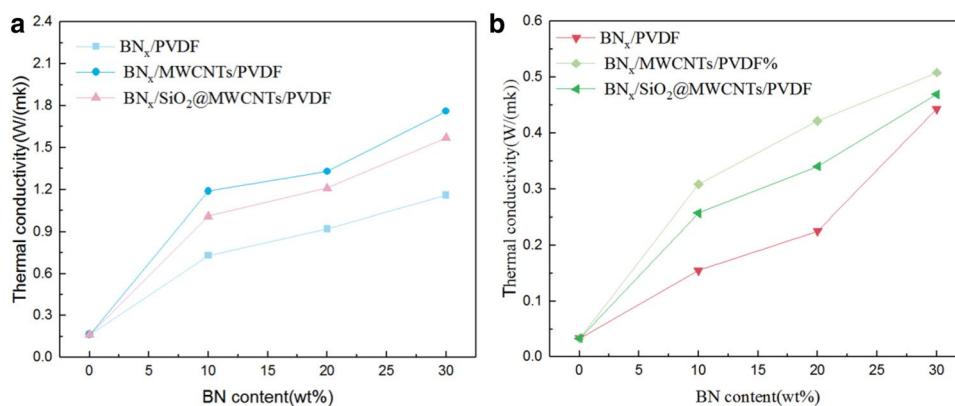 a
Thermal conductivity(W/(mk))
2.4
2.1
1.8
1.5
1.2
0.9
0.6
0.3
0.0
BNx/PVDF
BNx/MWCNTs/PVDF
BNx/SiO2@MWCNTs/PVDF
0 5 10 15 20 25 30
BN content(wt%)
b
Thermal conductivity(W/(mk))
0.6
0.5
0.4
0.3
0.2
0.1
0.0
BNx/PVDF
BNx/MWCNTs/PVDF%
BNx/SiO2@MWCNTs/PVDF
0 5 10 15 20 25 30
BN content(wt%)